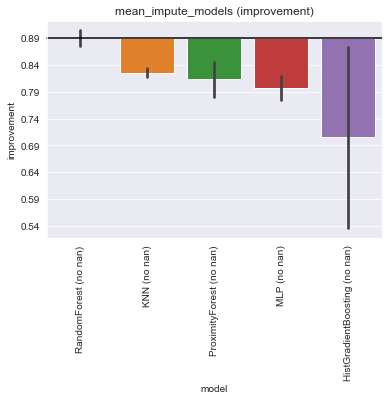 mean_impute_models (improvement)
0.89
0.84
0.79
0.74
0.69
0.64
0.59
0.54
improvement
RandomForest (no nan)
KNN (no nan)
ProximityForest (no nan)
MLP (no nan)
HistGradientBoosting (no nan)
model